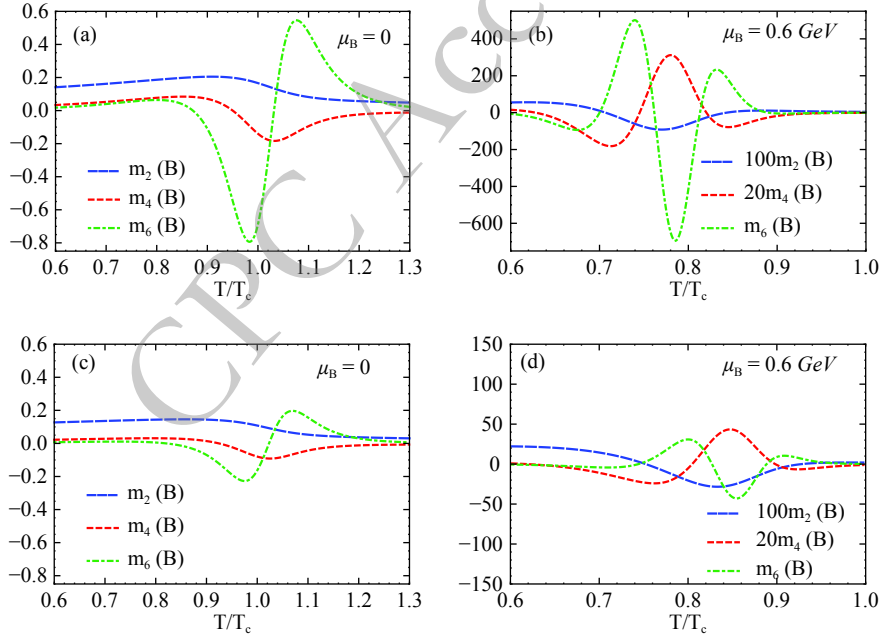 0.6
0.4
0.2
0.0
−0.2
−0.4
−0.6
−0.8
(a)
μB = 0
m2 (B)
m4 (B)
m6 (B)
0.6 0.7 0.8 0.9 1.0 1.1 1.2 1.3
T/Tc
400
200
0
−200
−400
−600
(b)
μB = 0.6 GeV
100m2 (B)
20m4 (B)
m6 (B)
0.6 0.7 0.8 0.9 1.0
T/Tc
0.6
0.4
0.2
0.0
−0.2
−0.4
−0.6
−0.8
(c)
μB = 0
m2 (B)
m4 (B)
m6 (B)
0.6 0.7 0.8 0.9 1.0 1.1 1.2 1.3
T/Tc
150
100
50
0
−50
−100
−150
(d)
μB = 0.6 GeV
100m2 (B)
20m4 (B)
m6 (B)
0.6 0.7 0.8 0.9 1.0
T/Tc
CPC Acc